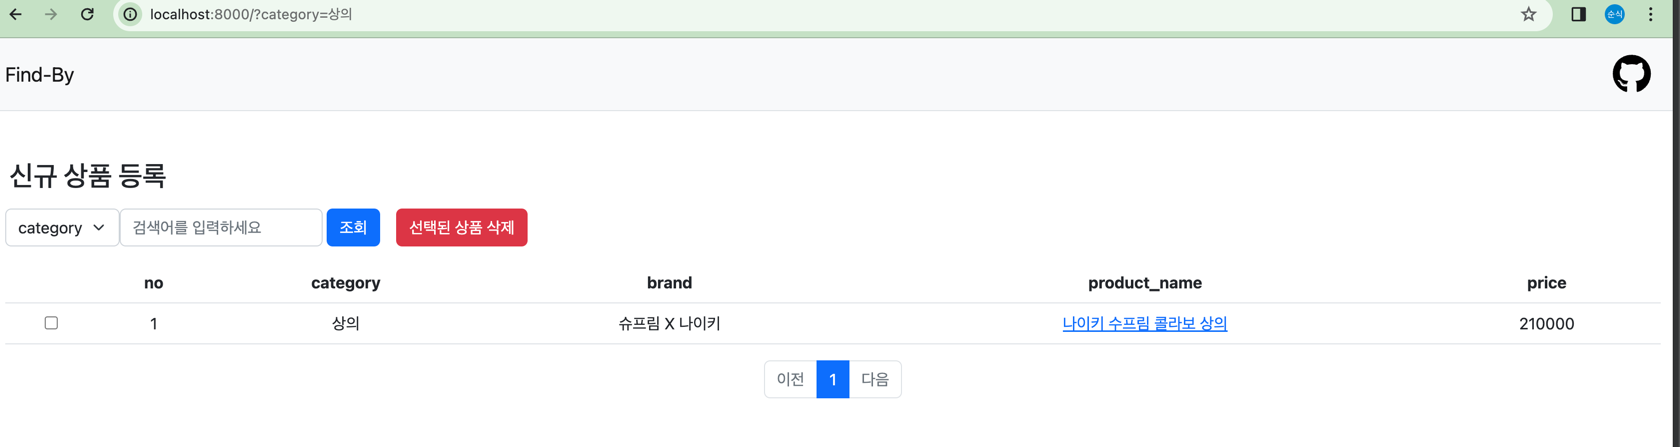 localhost:8000/?category=상의
순식
Find-By
신규 상품 등록
category 검색어를 입력하세요 조회 선택된 상품 삭제
no category brand product_name price
1 상의 슈프림 X 나이키 나이키 수프림 콜라보 상의 210000
이전 1 다음